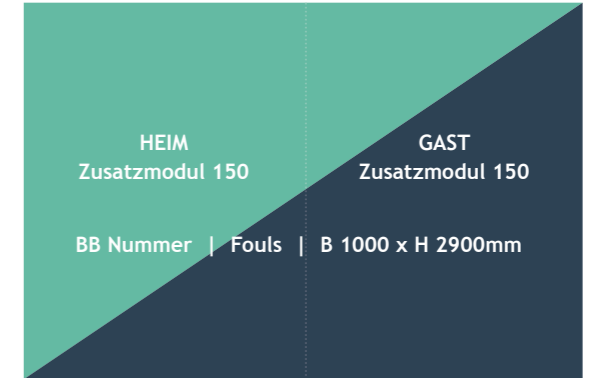 HEIM
Zusatzmodul 150
GAST
Zusatzmodul 150
BB Nummer | Fouls | B 1000 x H 2900mm